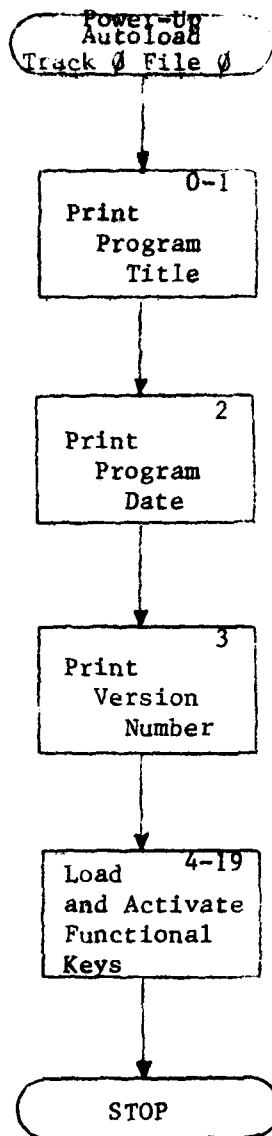 Power-Up
Autoload
Track Ø File Ø
0-1
Print
Program
Title
2
Print
Program
Date
3
Print
Version
Number
4-19
Load
and Activate
Functional
Keys
STOP